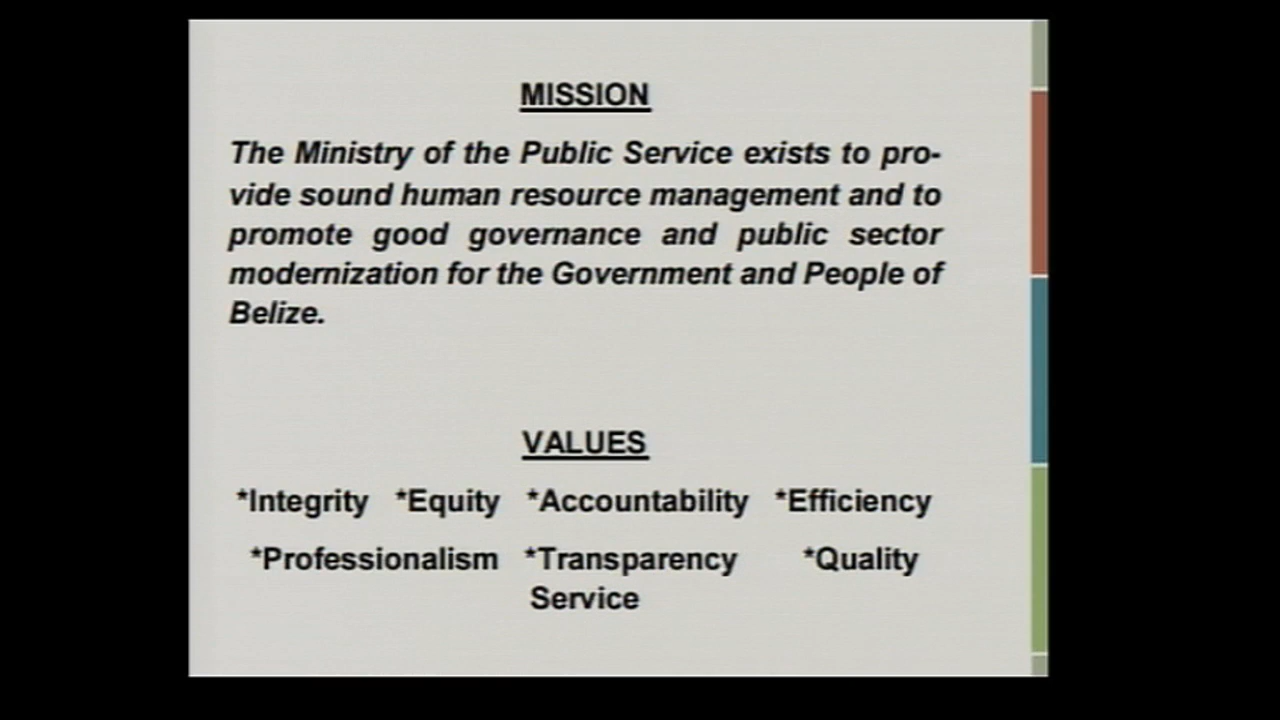 MISSION
The Ministry of the Public Service exists to pro-
vide sound human resource management and to
promote good governance and public sector
modernization for the Government and People of
Belize.
VALUES
*Integrity *Equity *Accountability *Efficiency
*Professionalism *Transparency *Quality
Service